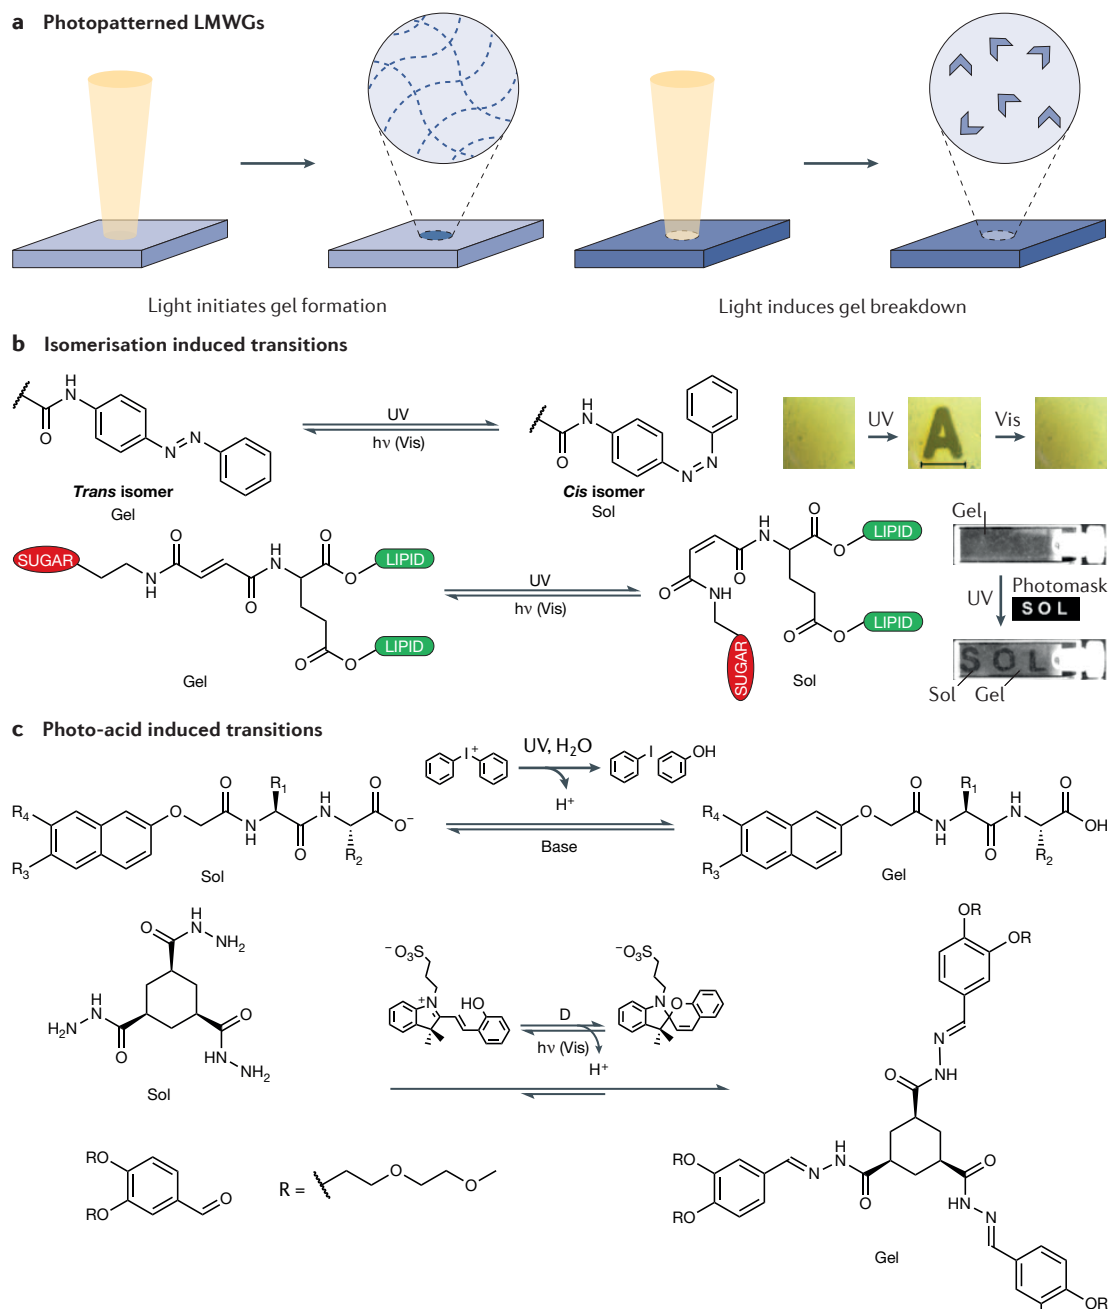 a Photopatterned LMWGs
Light initiates gel formation
Light induces gel breakdown
b Isomerisation induced transitions
H
N
O
N
N
Trans isomer
Gel
UV
hν (Vis)
O
NH
N
N
Cis isomer
Sol
UV
A
Vis
SUGAR
N
H
O
O
H
N
O
O
LIPID
O
O
LIPID
Gel
UV
hν (Vis)
O
NH
O
H
N
O
O
LIPID
O
O
LIPID
SUGAR
Sol
Gel
UV
Photomask
SOL
SOL
Sol
Gel
c Photo-acid induced transitions
R4
R3
O
O
N
H
R1
O
H
N
R2
O
O−
Sol
I+
UV, H2O
H+
I
OH
Base
R4
R3
O
O
N
H
R1
O
H
N
R2
O
OH
Gel
O
H
N
NH2
H2N
H
N
O
O
HN
NH2
Sol
−O3S
N
+
HO
D
hν (Vis)
H+
−O3S
N
O
RO
RO
O
R =
O
O
OR
OR
N
NH
O
RO
RO
N
H
N
O
O
HN
N
OR
Gel